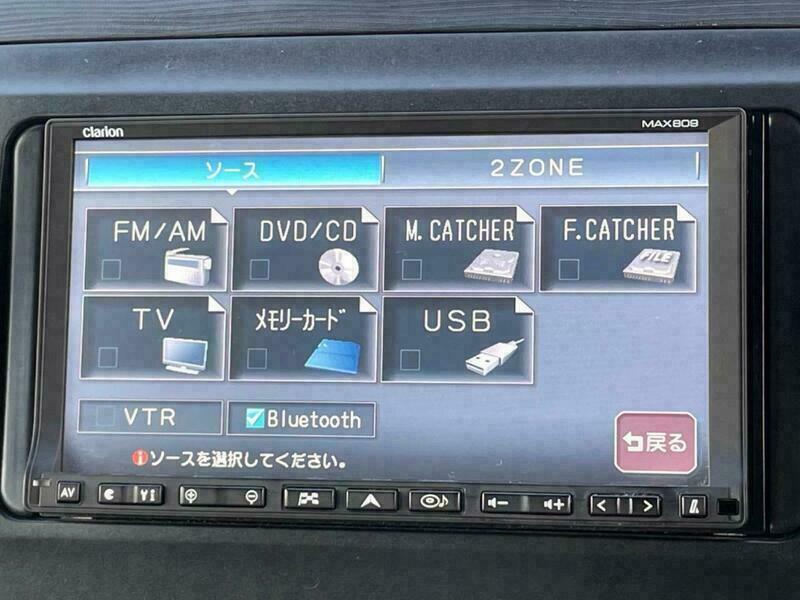 Clarion
MAX809
ソース
2ZONE
FM/AM
DVD/CD
M.CATCHER
F.CATCHER
FILE
TV
メモリーカード
USB
VTR
Bluetooth
ソースを選択してください。
戻る
AV